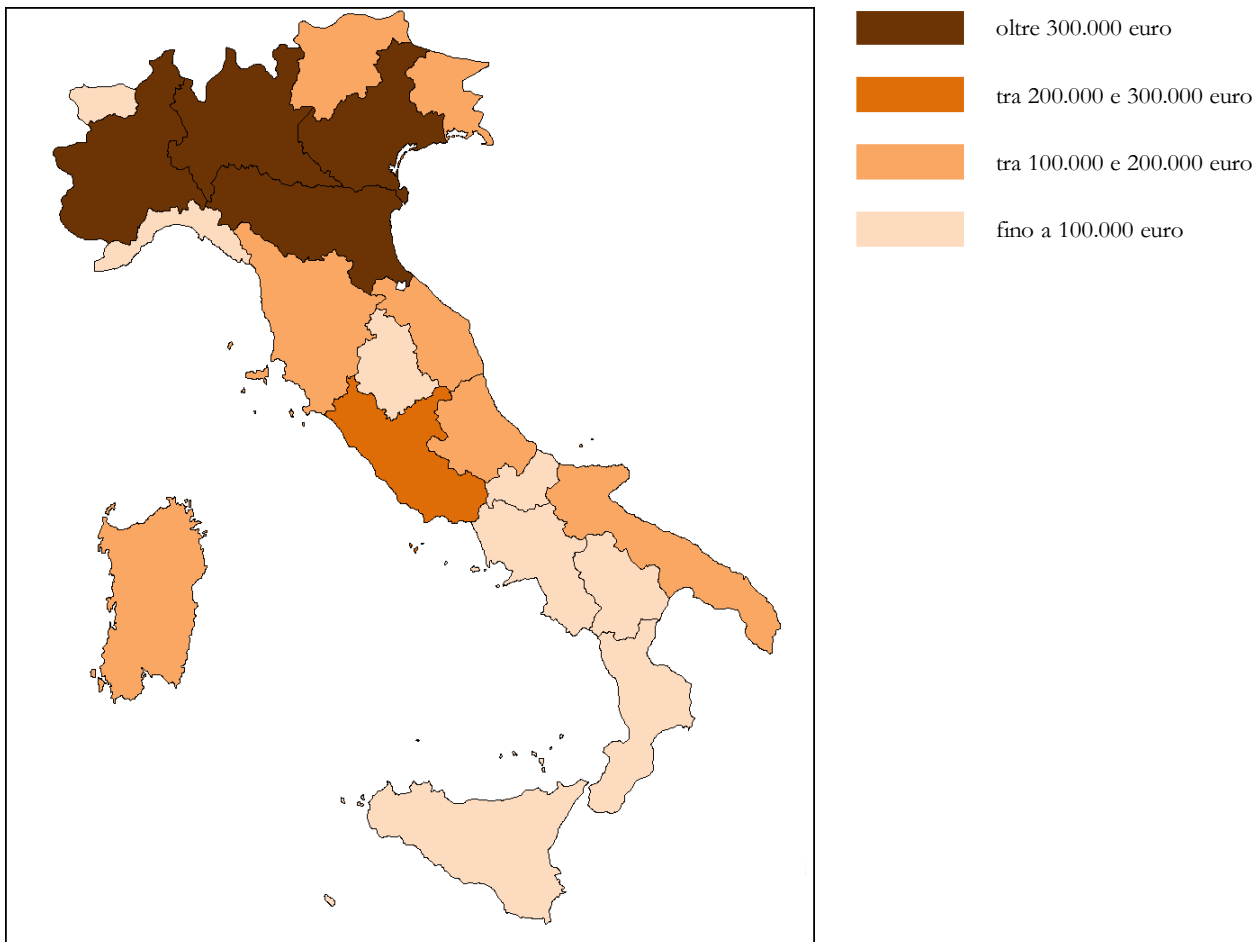 oltre 300.000 euro
tra 200.000 e 300.000 euro
tra 100.000 e 200.000 euro
fino a 100.000 euro